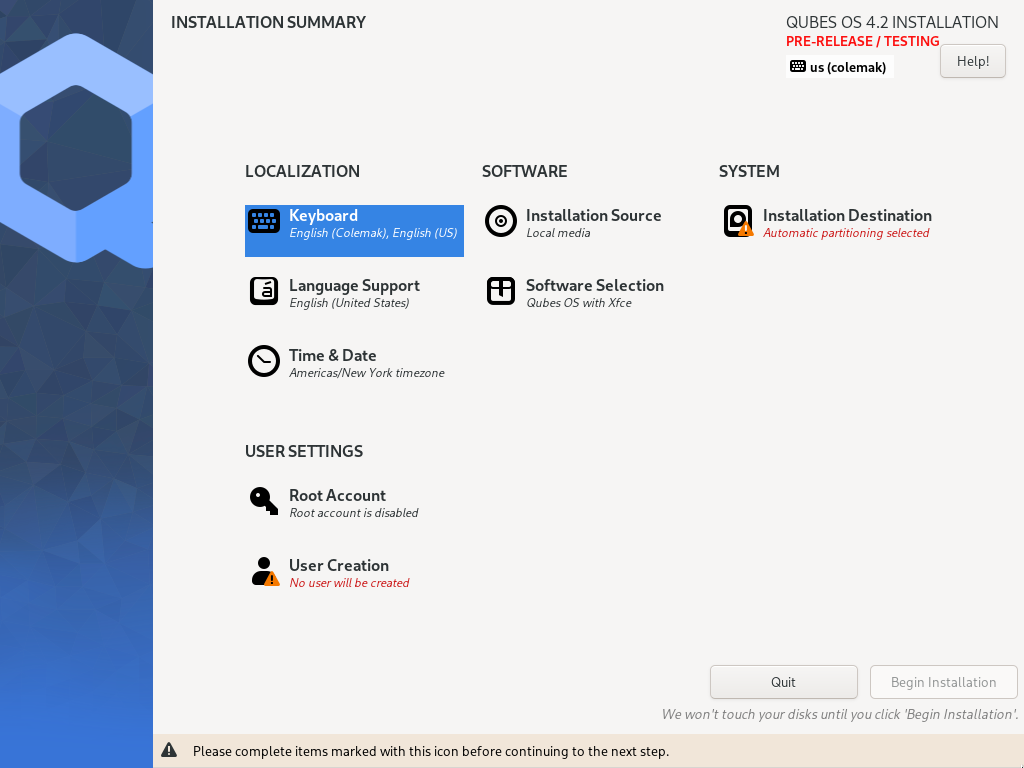 INSTALLATION SUMMARY
QUBES OS 4.2 INSTALLATION
PRE-RELEASE / TESTING
us (colemak)
Help!
LOCALIZATION
Keyboard
English (Colemak), English (US)
Language Support
English (United States)
Time & Date
Americas/New York timezone
SOFTWARE
Installation Source
Local media
Software Selection
Qubes OS with Xfce
SYSTEM
Installation Destination
Automatic partitioning selected
USER SETTINGS
Root Account
Root account is disabled
User Creation
No user will be created
Quit
Begin Installation
We won't touch your disks until you click 'Begin Installation'.
Please complete items marked with this icon before continuing to the next step.